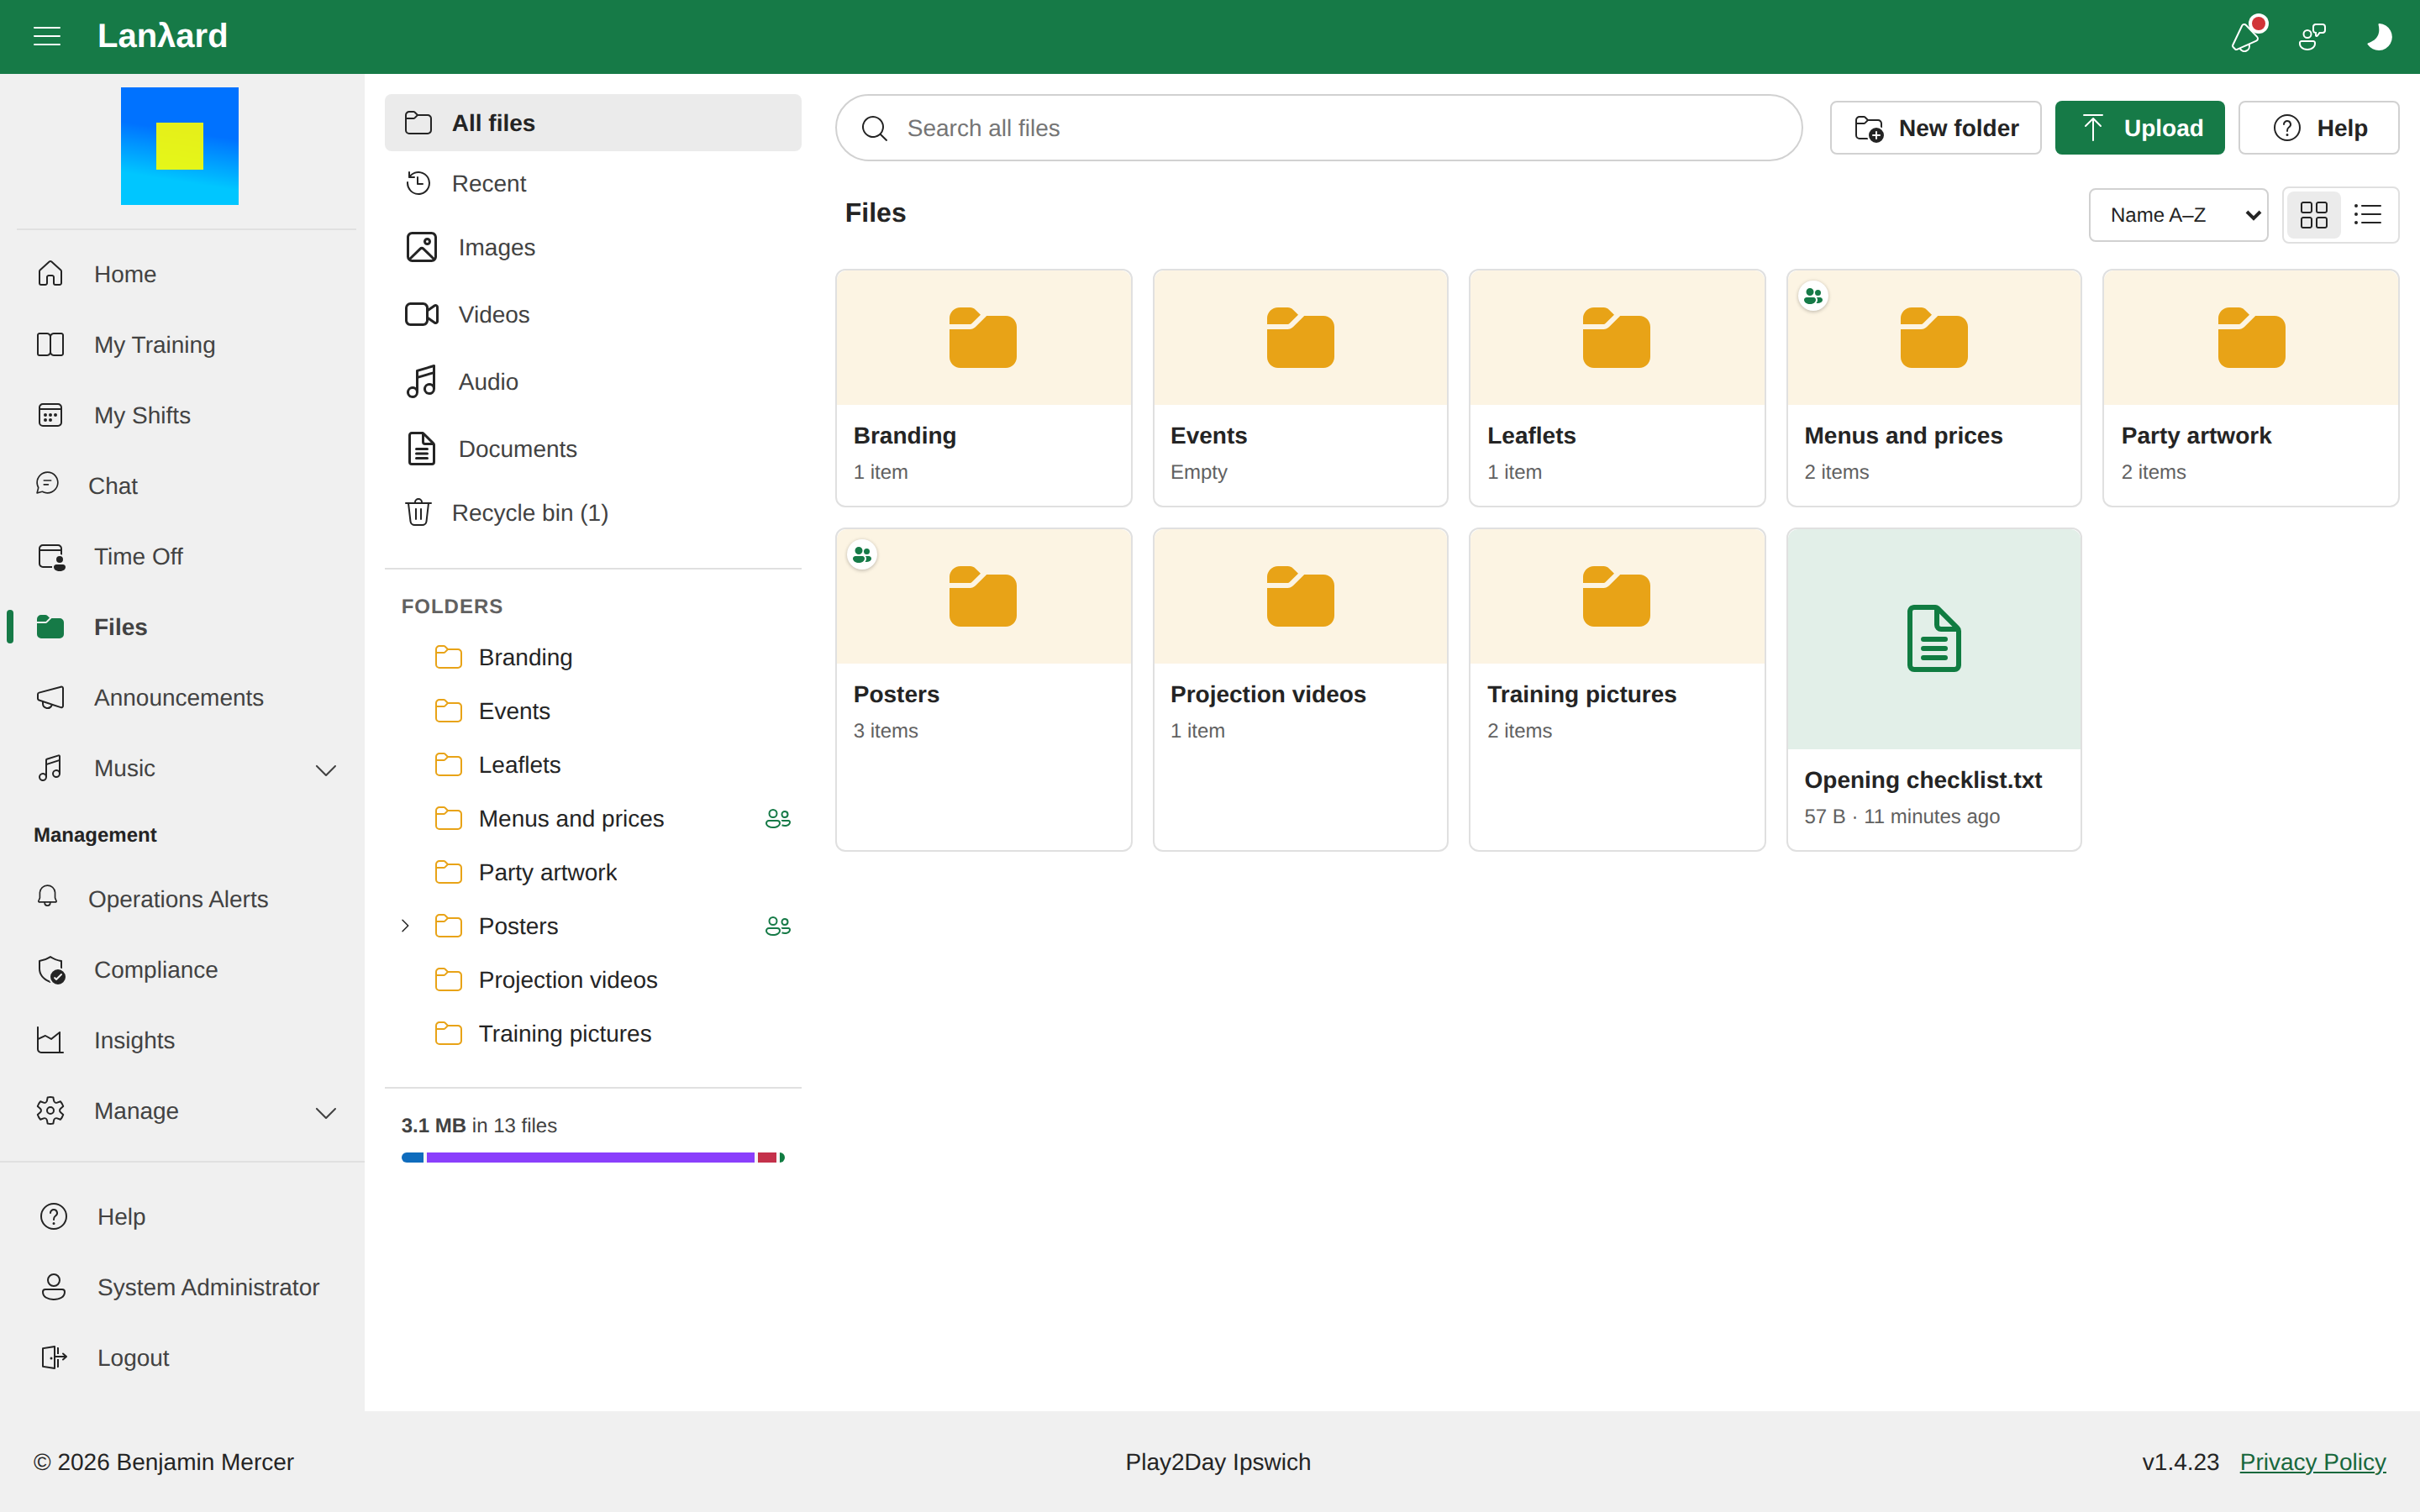 Lanλard
Home
My Training
My Shifts
Chat
Time Off
Files
Announcements
Music
Management
Operations Alerts
Compliance
Insights
Manage
Help
System Administrator
Logout
All files
Recent
Images
Videos
Audio
Documents
Recycle bin (1)
FOLDERS
Branding
Events
Leaflets
Menus and prices
Party artwork
Posters
Projection videos
Training pictures
3.1 MB in 13 files
Search all files
New folder
Upload
Help
Files
Name A–Z
Branding
1 item
Events
Empty
Leaflets
1 item
Menus and prices
2 items
Party artwork
2 items
Posters
3 items
Projection videos
1 item
Training pictures
2 items
Opening checklist.txt
57 B · 11 minutes ago
© 2026 Benjamin Mercer
Play2Day Ipswich
v1.4.23 Privacy Policy